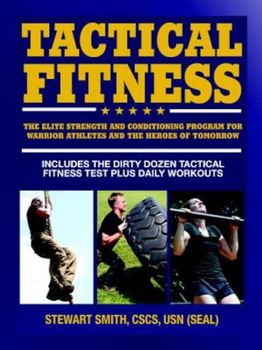 TACTICAL
FITNESS
THE ELITE STRENGTH AND CONDITIONING PROGRAM FOR
WARRIOR ATHLETES AND THE HEROES OF TOMORROW
INCLUDES THE DIRTY DOZEN TACTICAL
FITNESS TEST PLUS DAILY WORKOUTS
STEWART SMITH, CSCS, USN (SEAL)